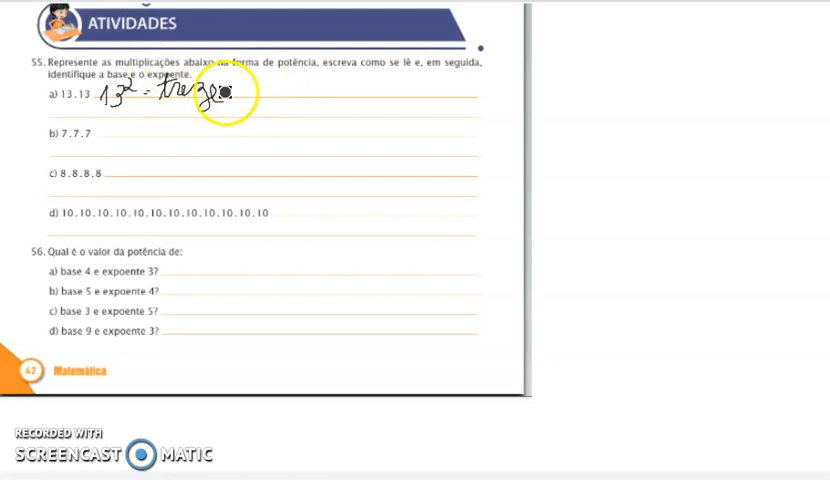 ATIVIDADES
55. Represente as multiplicações abaixo na forma de potência, escreva como se lê e, em seguida,
identifique a base e o expoente.
a) 13.13 13² = treze
b) 7.7.7
c) 8.8.8.8
d) 10.10.10.10.10.10.10.10.10.10.10.10
56. Qual é o valor da potência de:
a) base 4 e expoente 3?
b) base 5 e expoente 4?
c) base 3 e expoente 5?
d) base 9 e expoente 3?
42 Matemática
RECORDED WITH
SCREENCAST MATIC